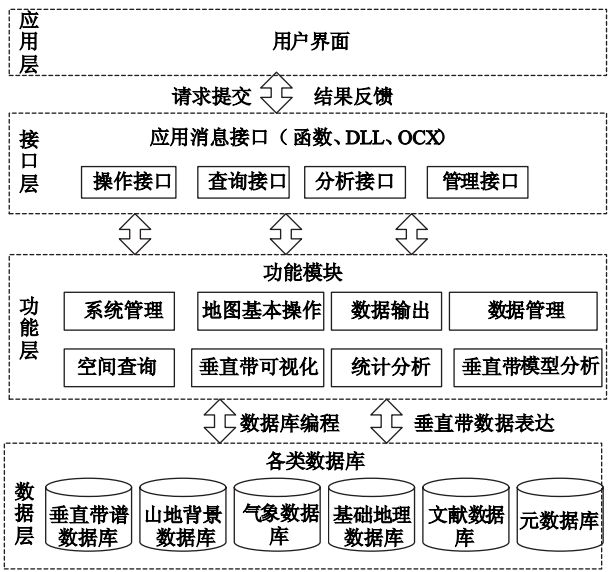 应用层
用户界面
请求提交 结果反馈
接口层
应用消息接口（函数、DLL、OCX）
操作接口 查询接口 分析接口 管理接口
功能层
功能模块
系统管理 地图基本操作 数据输出 数据管理
空间查询 垂直带可视化 统计分析 垂直带模型分析
数据库编程 垂直带数据表达
数据层
各类数据库
垂直带谱
数据库
山地背景
数据库
气象数据
库
基础地理
数据库
文献数据
库
元数据库